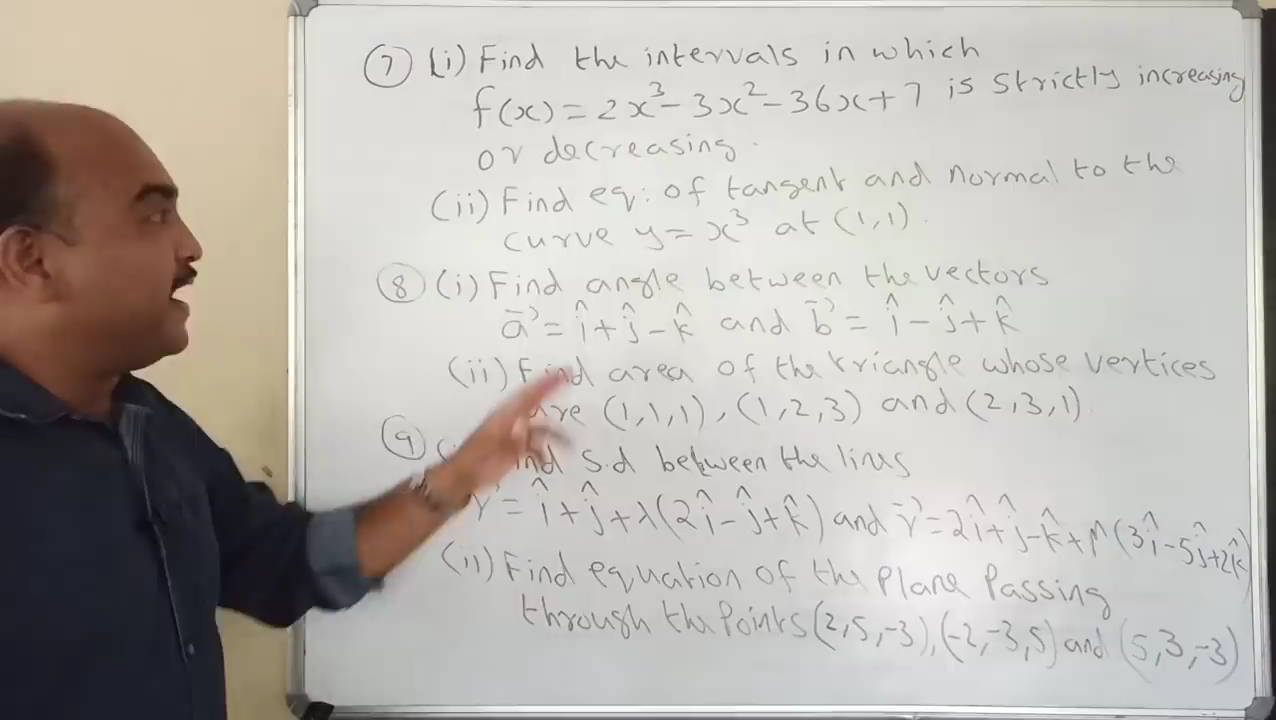 ⑦ (i) Find the intervals in which
f(x) = 2x³ - 3x² - 36x + 7 is strictly increasing
or decreasing.
(ii) Find eq: of tangent and normal to the
curve y = x³ at (1,1).
⑧ (i) Find angle between the vectors
a⃗ = î + ĵ - k̂ and b⃗ = î - ĵ + k̂
(ii) Find area of the triangle whose vertices
are (1,1,1), (1,2,3) and (2,3,1).
⑨ S.d between the lines
r⃗ = î + ĵ + λ(2î - ĵ + k̂) and r⃗ = 2î + ĵ - k̂ + μ(3î - 5ĵ + 2k̂)
(ii) Find equation of the Plane Passing
through the Points (2,5,-3), (-2,-3,5) and (5,3,-3)